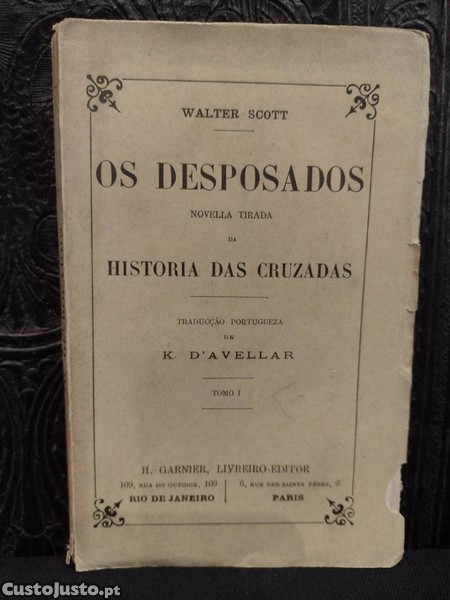 WALTER SCOTT
OS DESPOSADOS
NOVELLA TIRADA
DA
HISTORIA DAS CRUZADAS
TRADUCÇÃO PORTUGUEZA
DE
K. D'AVELLAR
TOMO I
H. GARNIER, LIVREIRO-EDITOR
109, RUA DO OUVIDOR, 109
RIO DE JANEIRO
6, RUE DES SAINTS PÈRES, 6
PARIS
CustoJusto.pt